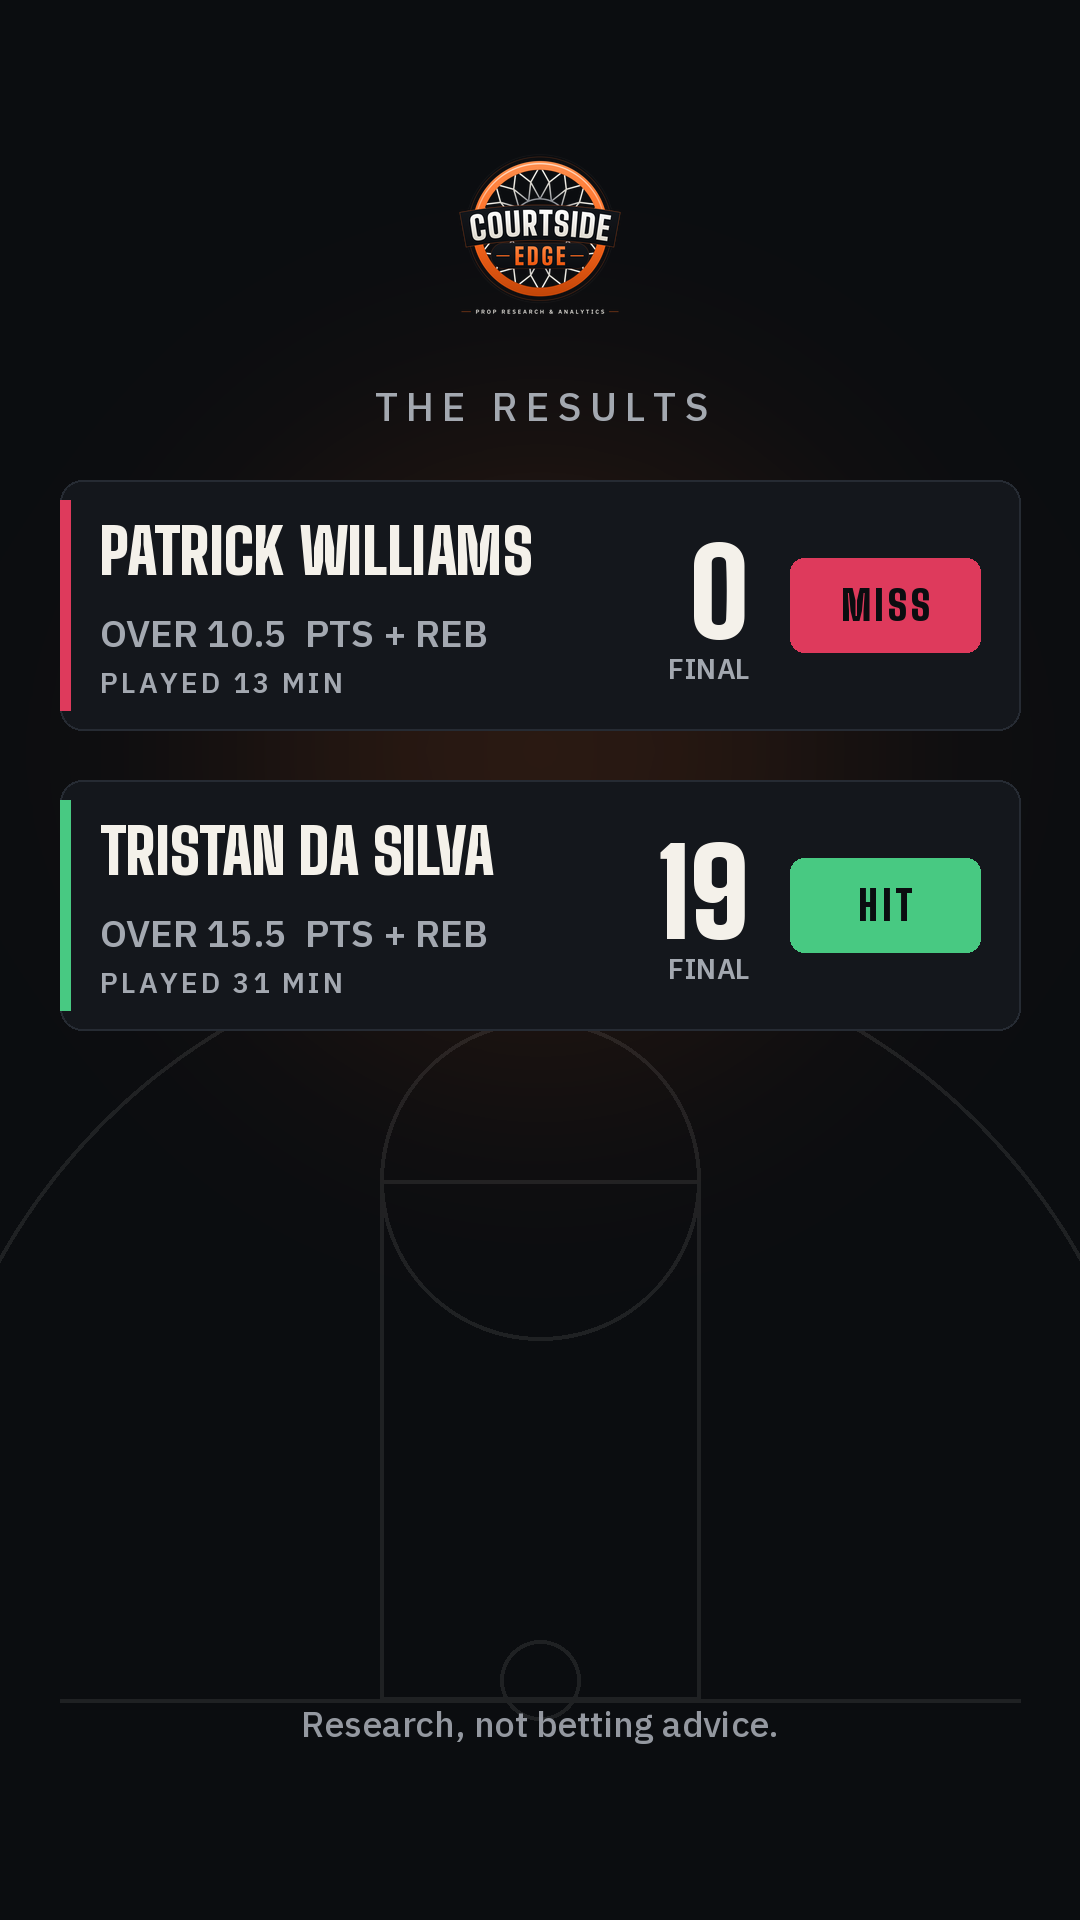 COURTSIDE
EDGE
PROP RESEARCH & ANALYTICS
THE RESULTS
PATRICK WILLIAMS
OVER 10.5 PTS + REB
PLAYED 13 MIN
0
FINAL
MISS
TRISTAN DA SILVA
OVER 15.5 PTS + REB
PLAYED 31 MIN
19
FINAL
HIT
Research, not betting advice.